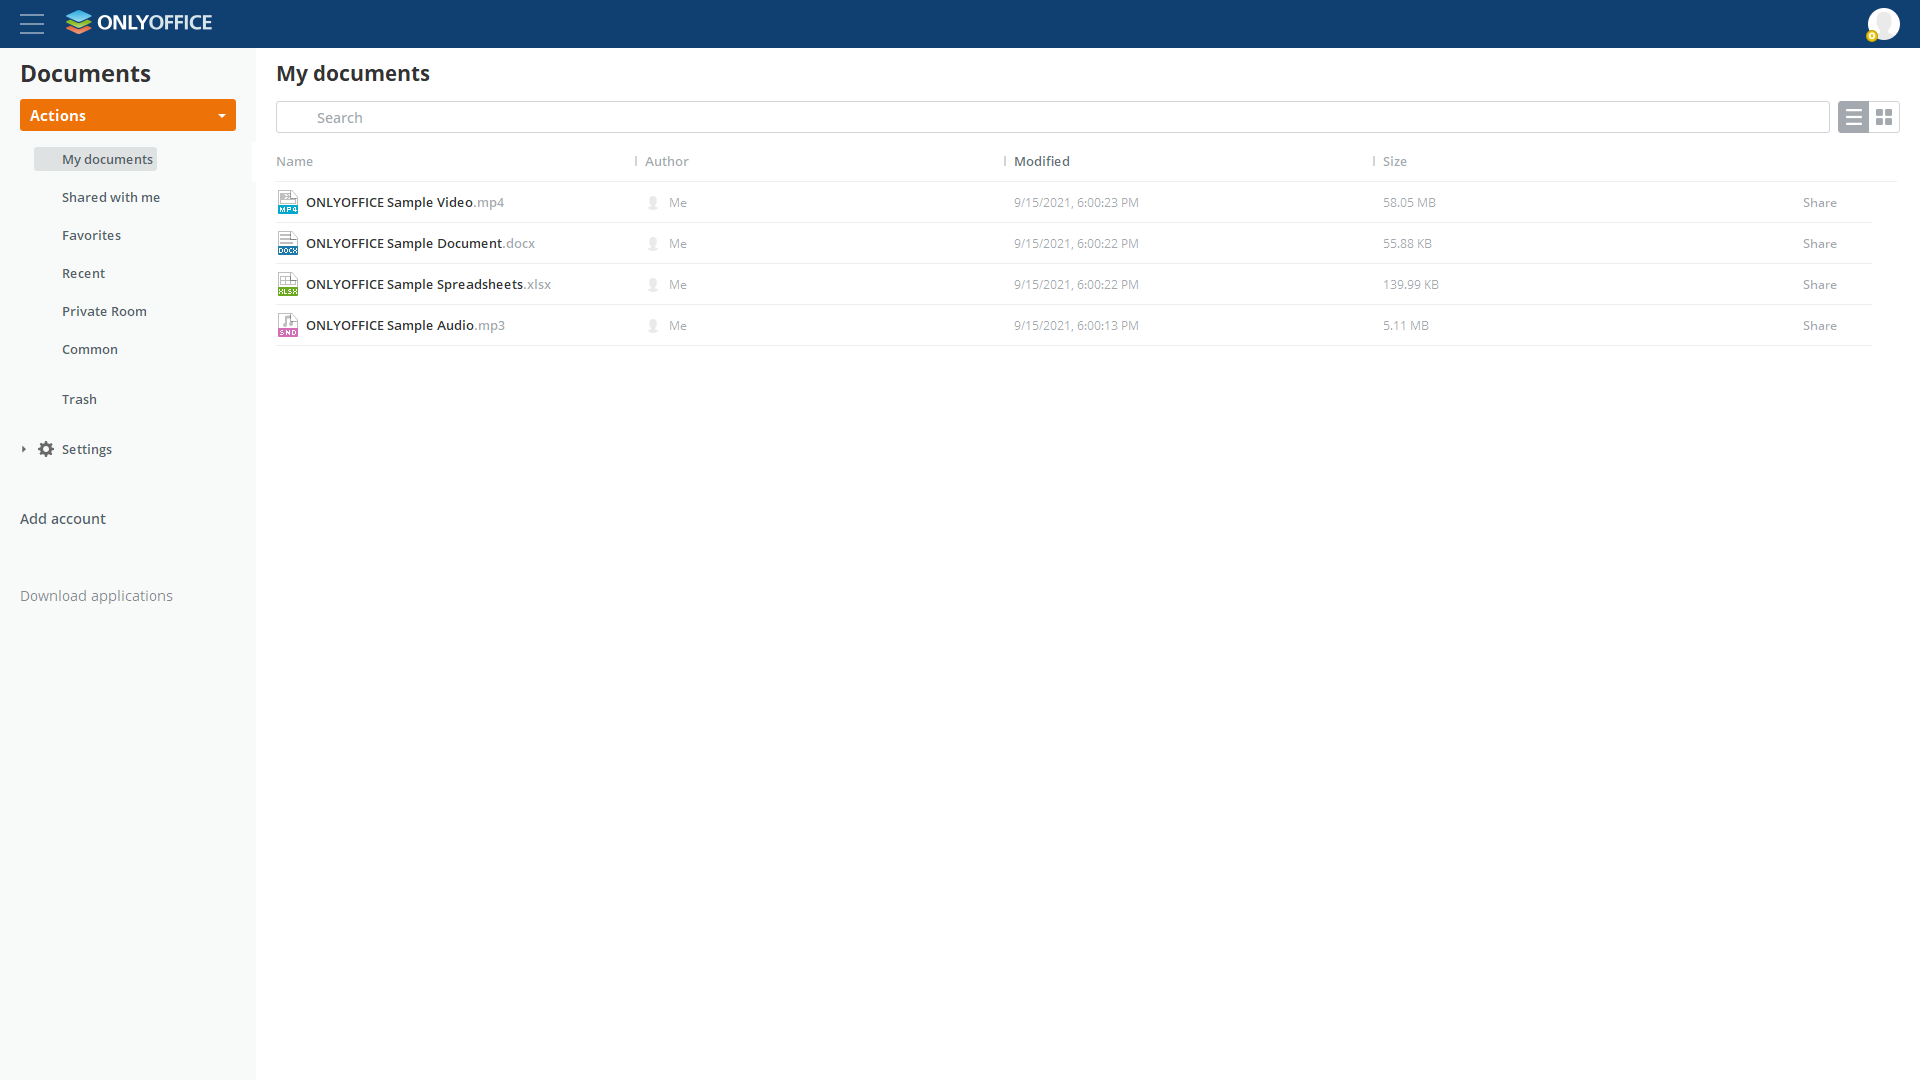 ONLYOFFICE
Documents
Actions
My documents
Shared with me
Favorites
Recent
Private Room
Common
Trash
Settings
Add account
Download applications
My documents
Search
Name Author Modified Size
MP4 ONLYOFFICE Sample Video.mp4 Me 9/15/2021, 6:00:23 PM 58.05 MB Share
DOCX ONLYOFFICE Sample Document.docx Me 9/15/2021, 6:00:22 PM 55.88 KB Share
XLSX ONLYOFFICE Sample Spreadsheets.xlsx Me 9/15/2021, 6:00:22 PM 139.99 KB Share
SND ONLYOFFICE Sample Audio.mp3 Me 9/15/2021, 6:00:13 PM 5.11 MB Share